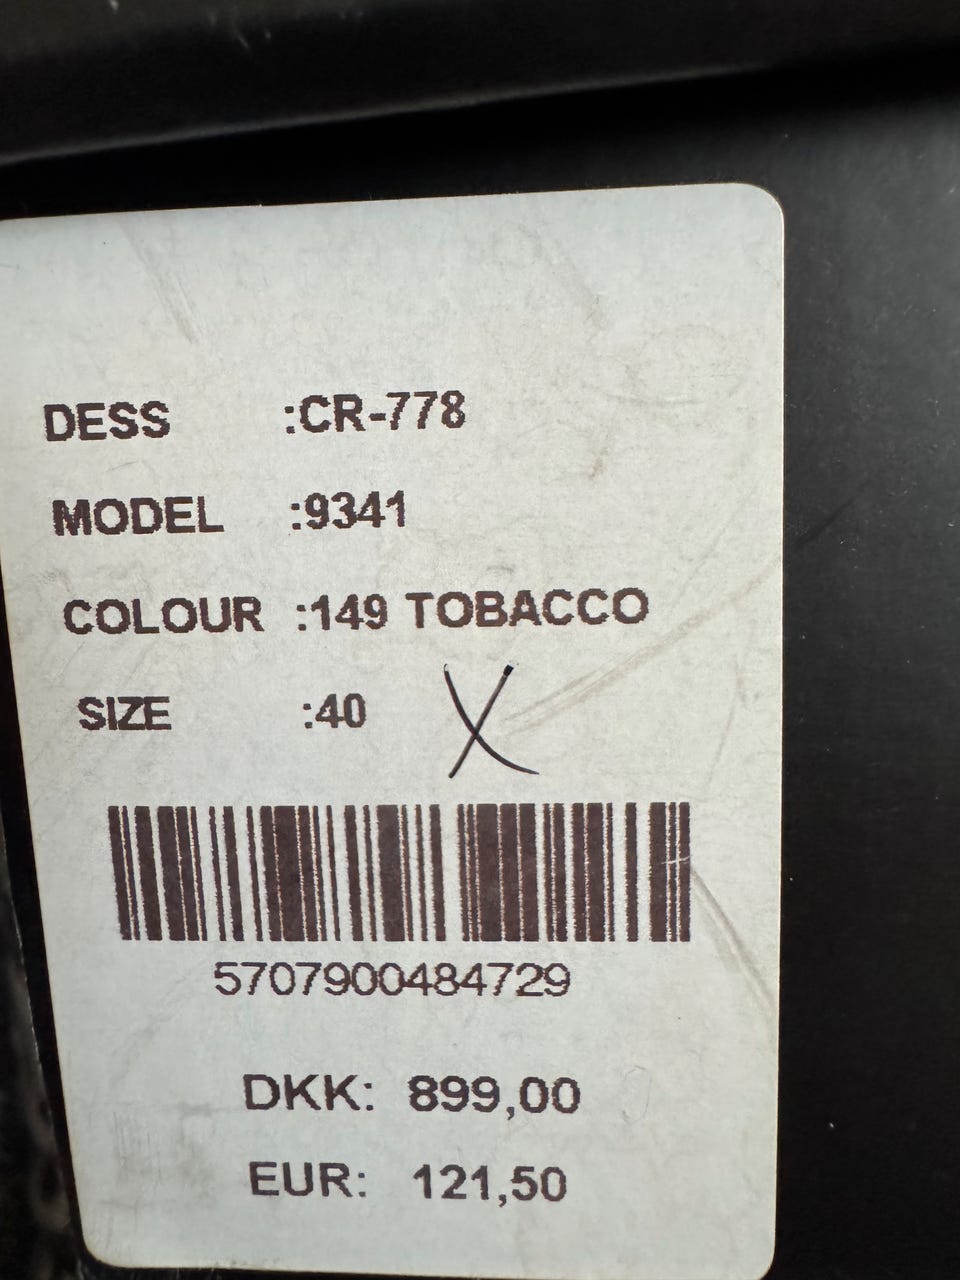 DESS :CR-778
MODEL :9341
COLOUR :149 TOBACCO
SIZE :40 X
5707900484729
DKK: 899,00
EUR: 121,50